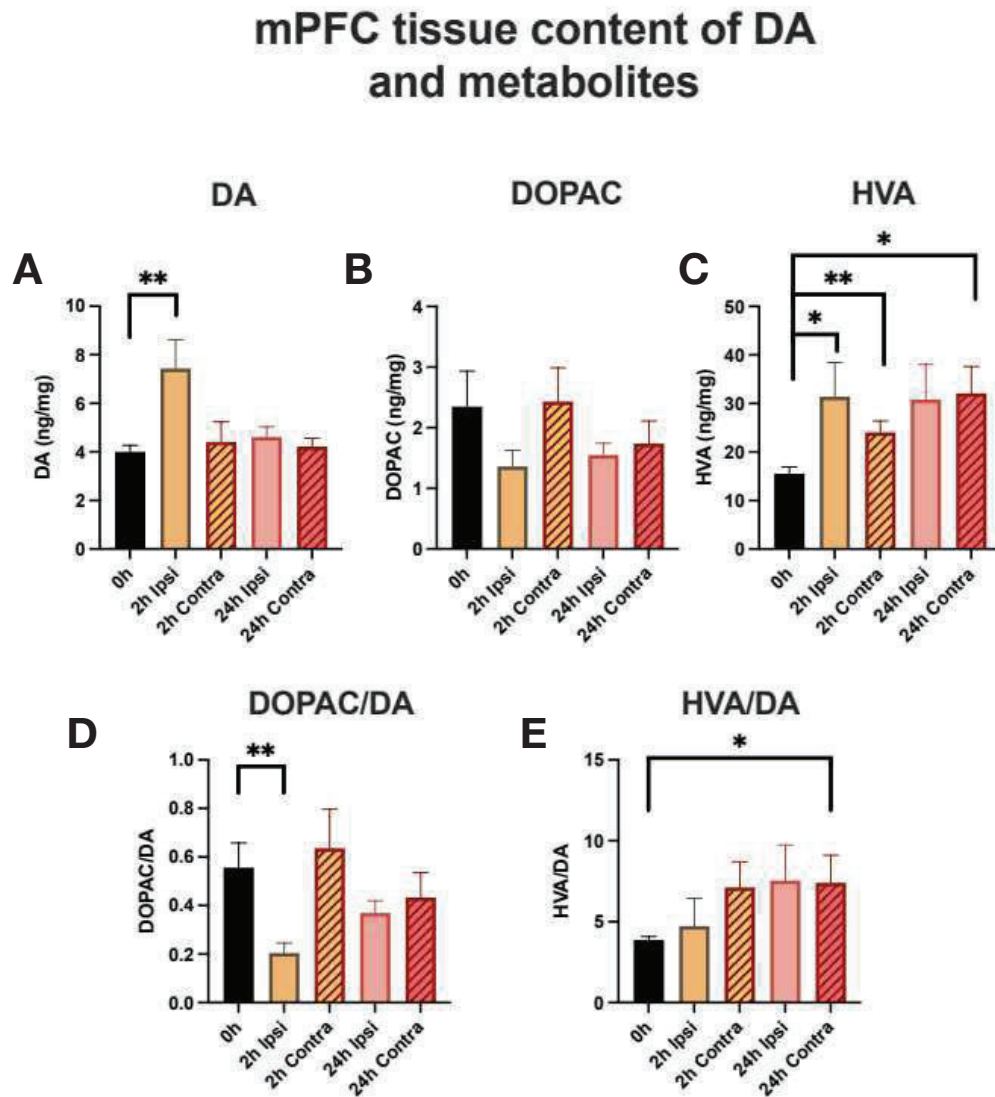 mPFC tissue content of DA
and metabolites
DA
DOPAC
HVA
A
**
DA (ng/mg)
10
8
6
4
2
0
0h
2h Ipsi
2h Contra
24h Ipsi
24h Contra
B
DOPAC (ng/mg)
4
3
2
1
0
0h
2h Ipsi
2h Contra
24h Ipsi
24h Contra
C
*
**
*
HVA (ng/mg)
50
40
30
20
10
0
0h
2h Ipsi
2h Contra
24h Ipsi
24h Contra
DOPAC/DA
HVA/DA
D
**
DOPAC/DA
1.0
0.8
0.6
0.4
0.2
0.0
0h
2h Ipsi
2h Contra
24h Ipsi
24h Contra
E
*
HVA/DA
15
10
5
0
0h
2h Ipsi
2h Contra
24h Ipsi
24h Contra